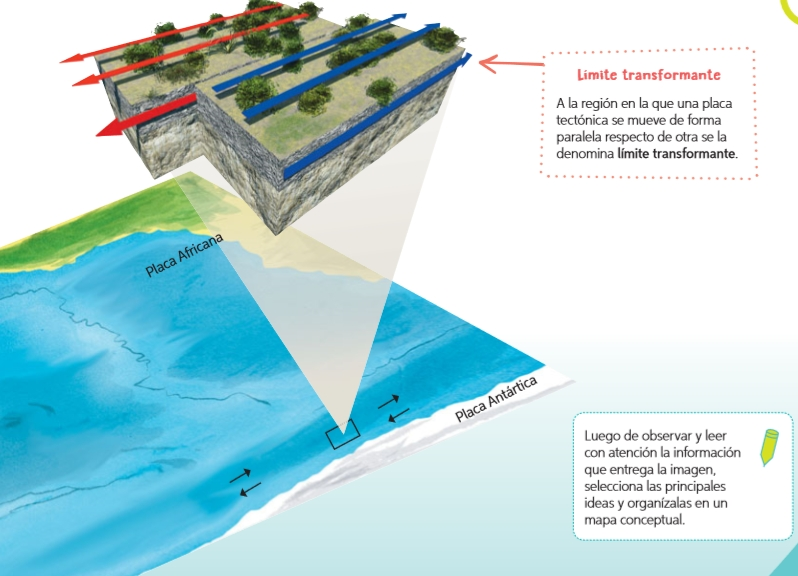 Límite transformante
A la región en la que una placa
tectónica se mueve de forma
paralela respecto de otra se la
denomina límite transformante.
Placa Africana
Placa Antártica
Luego de observar y leer
con atención la información
que entrega la imagen,
selecciona las principales
ideas y organízalas en un
mapa conceptual.